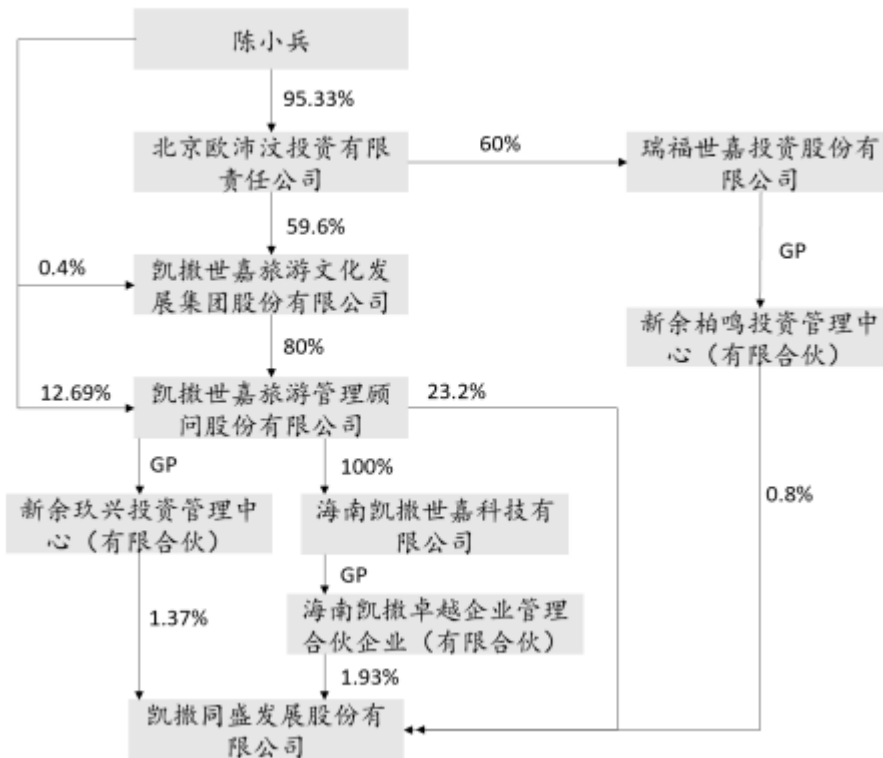 陈小兵
95.33%
北京欧沛汶投资有限
责任公司
60%
瑞福世嘉投资股份有
限公司
59.6%
GP
0.4%
凯撒世嘉旅游文化发
展集团股份有限公司
新余柏鸣投资管理中
心（有限合伙）
80%
12.69%
凯撒世嘉旅游管理顾
问股份有限公司
23.2%
GP
100%
0.8%
新余玖兴投资管理中
心（有限合伙）
海南凯撒世嘉科技有
限公司
GP
1.37%
海南凯撒卓越企业管理
合伙企业（有限合伙）
1.93%
凯撒同盛发展股份有
限公司